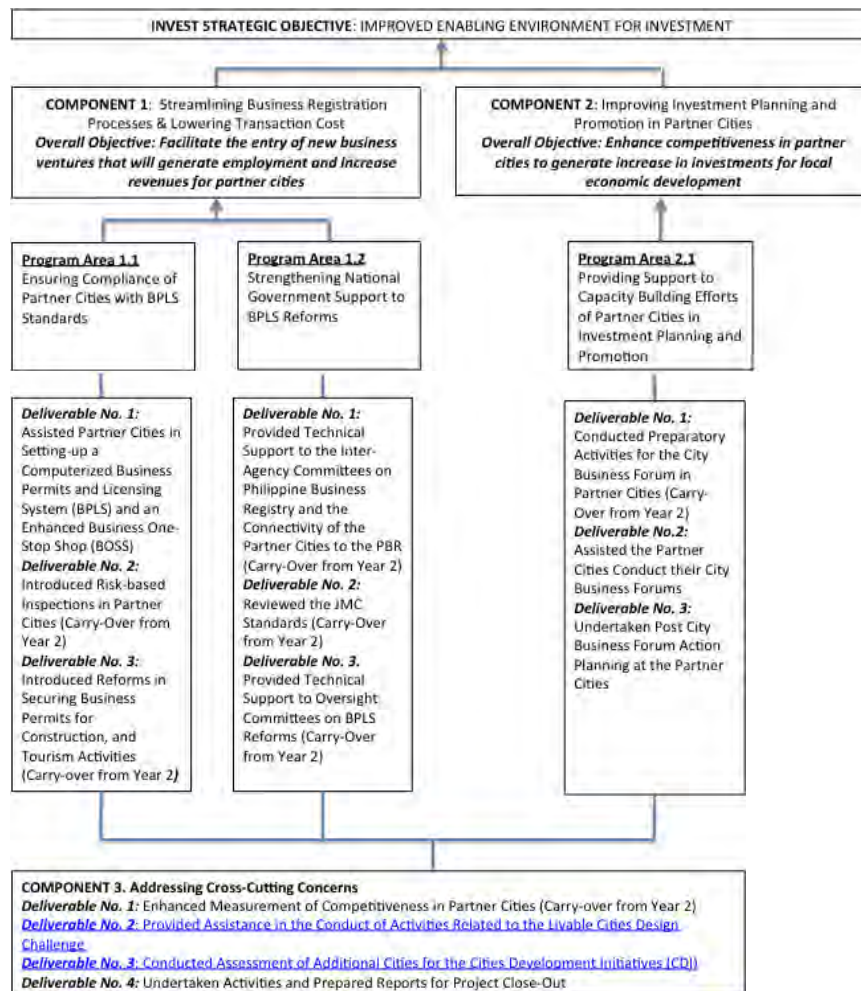 INVEST STRATEGIC OBJECTIVE: IMPROVED ENABLING ENVIRONMENT FOR INVESTMENT
COMPONENT 1: Streamlining Business Registration
Processes & Lowering Transaction Cost
Overall Objective: Facilitate the entry of new business
ventures that will generate employment and increase
revenues for partner cities
COMPONENT 2: Improving Investment Planning and
Promotion in Partner Cities
Overall Objective: Enhance competitiveness in partner
cities to generate increase in investments for local
economic development
Program Area 1.1
Ensuring Compliance of
Partner Cities with BPLS
Standards
Program Area 1.2
Strengthening National
Government Support to
BPLS Reforms
Program Area 2.1
Providing Support to
Capacity Building Efforts
of Partner Cities in
Investment Planning and
Promotion
Deliverable No. 1:
Assisted Partner Cities in
Setting-up a
Computerized Business
Permits and Licensing
System (BPLS) and an
Enhanced Business One-
Stop Shop (BOSS)
Deliverable No. 2:
Introduced Risk-based
Inspections in Partner
Cities (Carry-Over from
Year 2)
Deliverable No. 3:
Introduced Reforms in
Securing Business
Permits for
Construction, and
Tourism Activities
(Carry-over from Year 2)
Deliverable No. 1:
Provided Technical
Support to the Inter-
Agency Committees on
Philippine Business
Registry and the
Connectivity of the
Partner Cities to the PBR
(Carry-Over from Year 2)
Deliverable No. 2:
Reviewed the JMC
Standards (Carry-Over
from Year 2)
Deliverable No. 3.
Provided Technical
Support to Oversight
Committees on BPLS
Reforms (Carry-Over
from Year 2)
Deliverable No. 1:
Conducted Preparatory
Activities for the City
Business Forum in
Partner Cities (Carry-
Over from Year 2)
Deliverable No.2:
Assisted the Partner
Cities Conduct their City
Business Forums
Deliverable No. 3:
Undertaken Post City
Business Forum Action
Planning at the Partner
Cities
COMPONENT 3. Addressing Cross-Cutting Concerns
Deliverable No. 1: Enhanced Measurement of Competitiveness in Partner Cities (Carry-over from Year 2)
Deliverable No. 2: Provided Assistance in the Conduct of Activities Related to the Livable Cities Design
Challenge
Deliverable No. 3: Conducted Assessment of Additional Cities for the Cities Development Initiatives (CDI)
Deliverable No. 4: Undertaken Activities and Prepared Reports for Project Close-Out